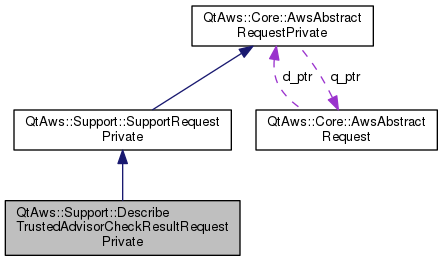 QtAws::Core::AwsAbstract
RequestPrivate
d_ptr
q_ptr
QtAws::Support::SupportRequest
Private
QtAws::Core::AwsAbstract
Request
QtAws::Support::Describe
TrustedAdvisorCheckResultRequest
Private